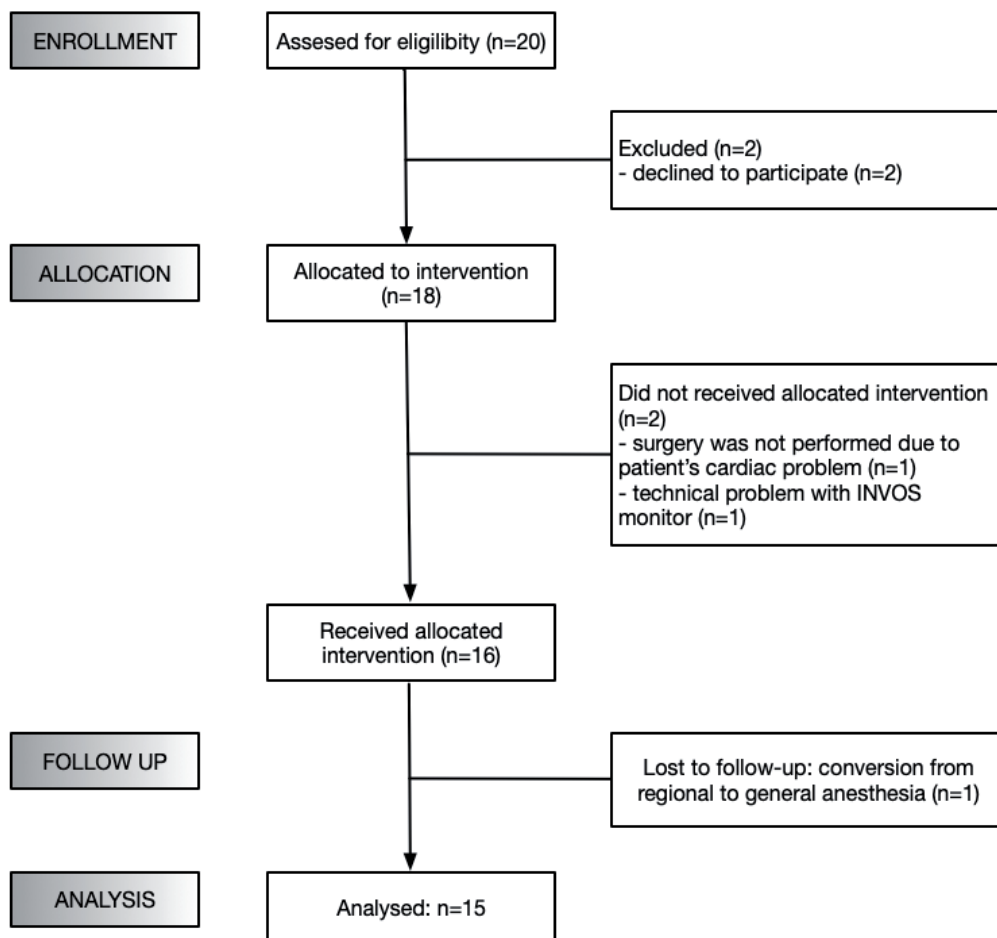 ENROLLMENT
Assesed for eligilibity (n=20)
Excluded (n=2)
- declined to participate (n=2)
ALLOCATION
Allocated to intervention
(n=18)
Did not received allocated intervention
(n=2)
- surgery was not performed due to
patient's cardiac problem (n=1)
- technical problem with INVOS
monitor (n=1)
Received allocated
intervention (n=16)
FOLLOW UP
Lost to follow-up: conversion from
regional to general anesthesia (n=1)
ANALYSIS
Analysed: n=15